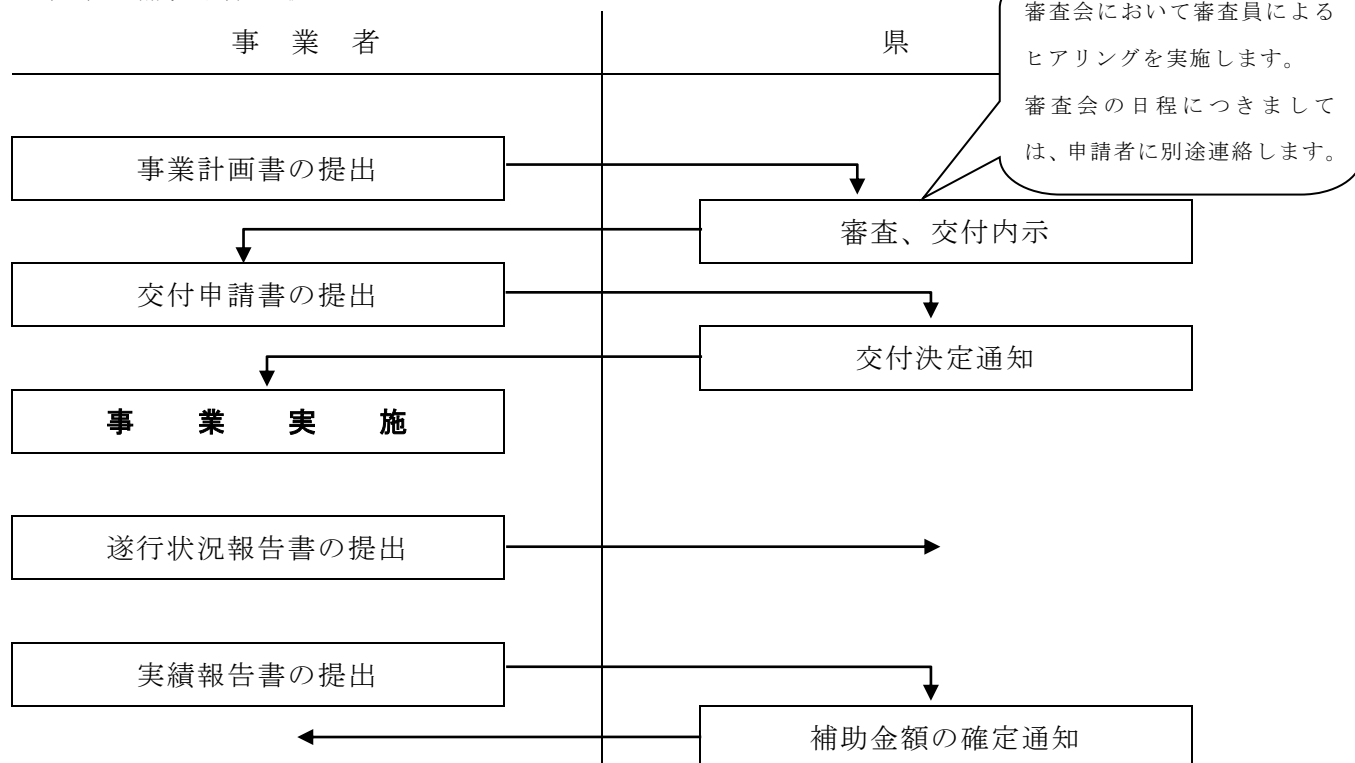 事業者
県
審査会において審査員による
ヒアリングを実施します。
審査会の日程につきまして
は、申請者に別途連絡します。
事業計画書の提出
審査、交付内示
交付申請書の提出
交付決定通知
事業実施
遂行状況報告書の提出
実績報告書の提出
補助金額の確定通知